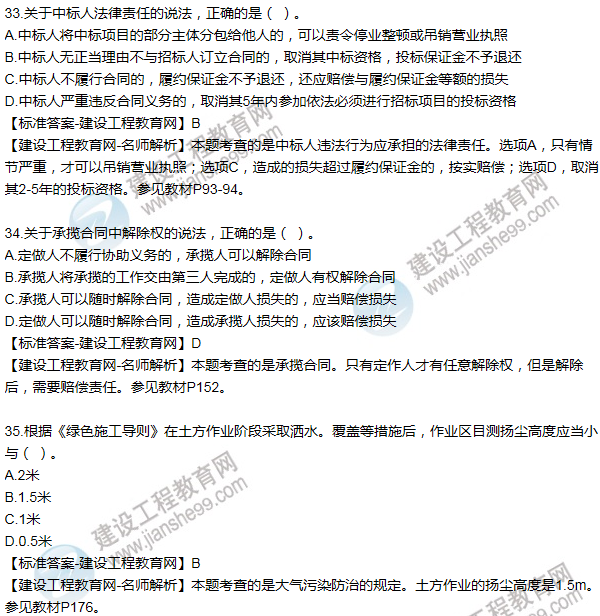 33.关于中标人法律责任的说法，正确的是（ ）。
A.中标人将中标项目的部分主体分包给他人的，可以责令停业整顿或吊销营业执照
B.中标人无正当理由不与招标人订立合同的，取消其中标资格，投标保证金不予退还
C.中标人不履行合同的，履约保证金不予退还，还应赔偿与履约保证金等额的损失
D.中标人严重违反合同义务的，取消其5年内参加依法必须进行招标项目的投标资格
【标准答案-建设工程教育网】B
【建设工程教育网-名师解析】本题考查的是中标人违法行为应承担的法律责任。选项A，只有情
节严重，才可以吊销营业执照；选项C，造成的损失超过履约保证金的，按实赔偿；选项D，取消
其2-5年的投标资格。参见教材P93-94。
34.关于承揽合同中解除权的说法，正确的是（ ）。
A.定做人不履行协助义务的，承揽人可以解除合同
B.承揽人将承揽的工作交由第三人完成的，定做人有权解除合同
C.承揽人可以随时解除合同，造成定做人损失的，应当赔偿损失
D.定做人可以随时解除合同，造成承揽人损失的，应该赔偿损失
【标准答案-建设工程教育网】D
【建设工程教育网-名师解析】本题考查的是承揽合同。只有定作人才有任意解除权，但是解除
后，需要赔偿责任。参见教材P152。
35.根据《绿色施工导则》在土方作业阶段采取洒水。覆盖等措施后，作业区目测扬尘高度应当小
与（ ）。
A.2米
B.1.5米
C.1米
D.0.5米
【标准答案-建设工程教育网】B
【建设工程教育网-名师解析】本题考查的是大气污染防治的规定。土方作业的扬尘高度是1.5m。
参见教材P176。
建设工程教育网
www.jianshe99.com
建设工程教育网
www.jianshe99.com
建设工程教育网
www.jianshe99.com
建设工程教育网
www.jianshe99.com